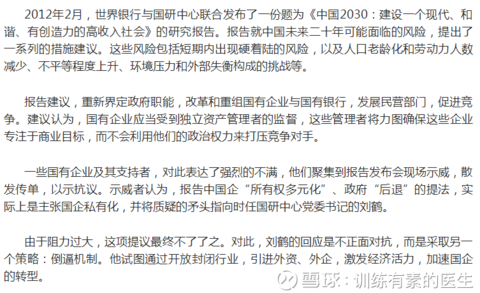 2012年2月，世界银行与国研中心联合发布了一份题为《中国2030：建设一个现代、和
谐、有创造力的高收入社会》的研究报告。报告就中国未来二十年可能面临的风险，提出了
一系列的措施建议。这些风险包括短期内出现硬着陆的风险，以及人口老龄化和劳动力人数
减少、不平等程度上升、环境压力和外部失衡构成的挑战等。
报告建议，重新界定政府职能，改革和重组国有企业与国有银行，发展民营部门，促进竞
争。建议认为，国有企业应当受到独立资产管理者的监督，这些管理者将力图确保这些企业
专注于商业目标，而不会利用他们的政治权力来打压竞争对手。
一些国有企业及其支持者，对此表达了强烈的不满，他们聚集到报告发布会现场示威，散
发传单，以示抗议。示威者认为，报告中国企“所有权多元化”、政府“后退”的提法，实
际上是主张国企私有化，并将质疑的矛头指向时任国研中心党委书记的刘鹤。
由于阻力过大，这项提议最终不了了之。对此，刘鹤的回应是不正面对抗，而是采取另一
个策略：倒逼机制。他试图通过开放封闭行业，引进外资、外企，激发经济活力，加速国企
的转型。
雪球：训练有素的医生